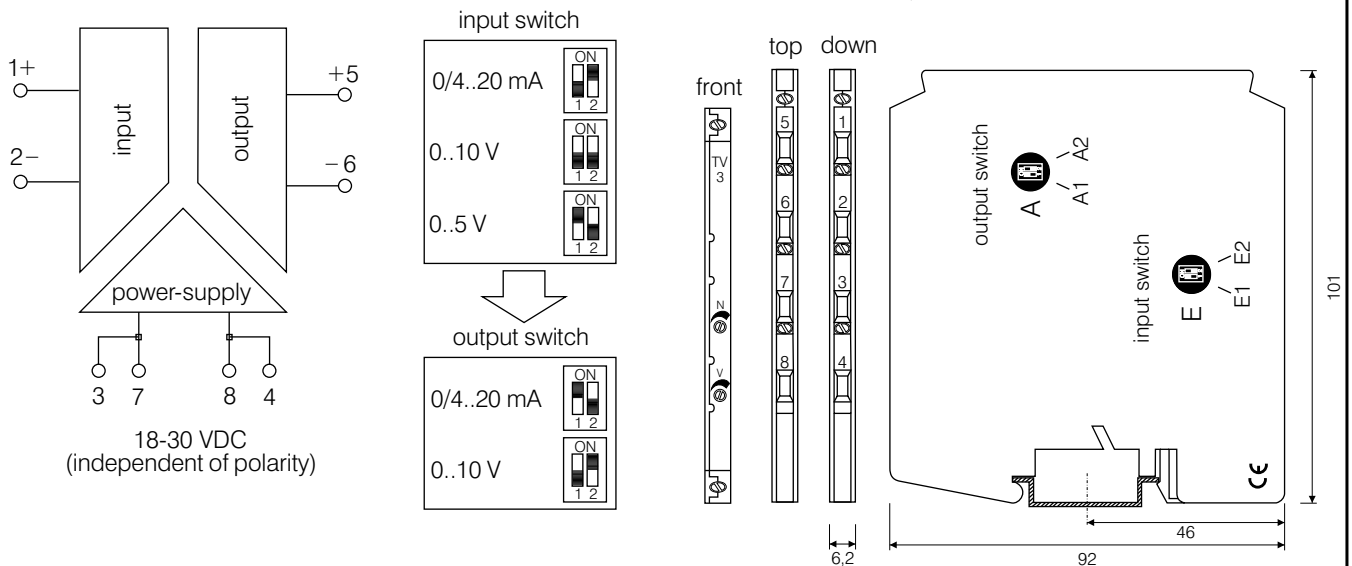 1+
2−
input
output
+5
−6
power-supply
3 7 8 4
18-30 VDC
(independent of polarity)
input switch
0/4..20 mA
ON
1 2
0..10 V
ON
1 2
0..5 V
ON
1 2
output switch
0/4..20 mA
ON
1 2
0..10 V
ON
1 2
front
TV
3
N
V
top
5
6
7
8
down
1
2
3
4
6,2
output switch
A
A1
A2
input switch
E
E1
E2
CE
46
92
101